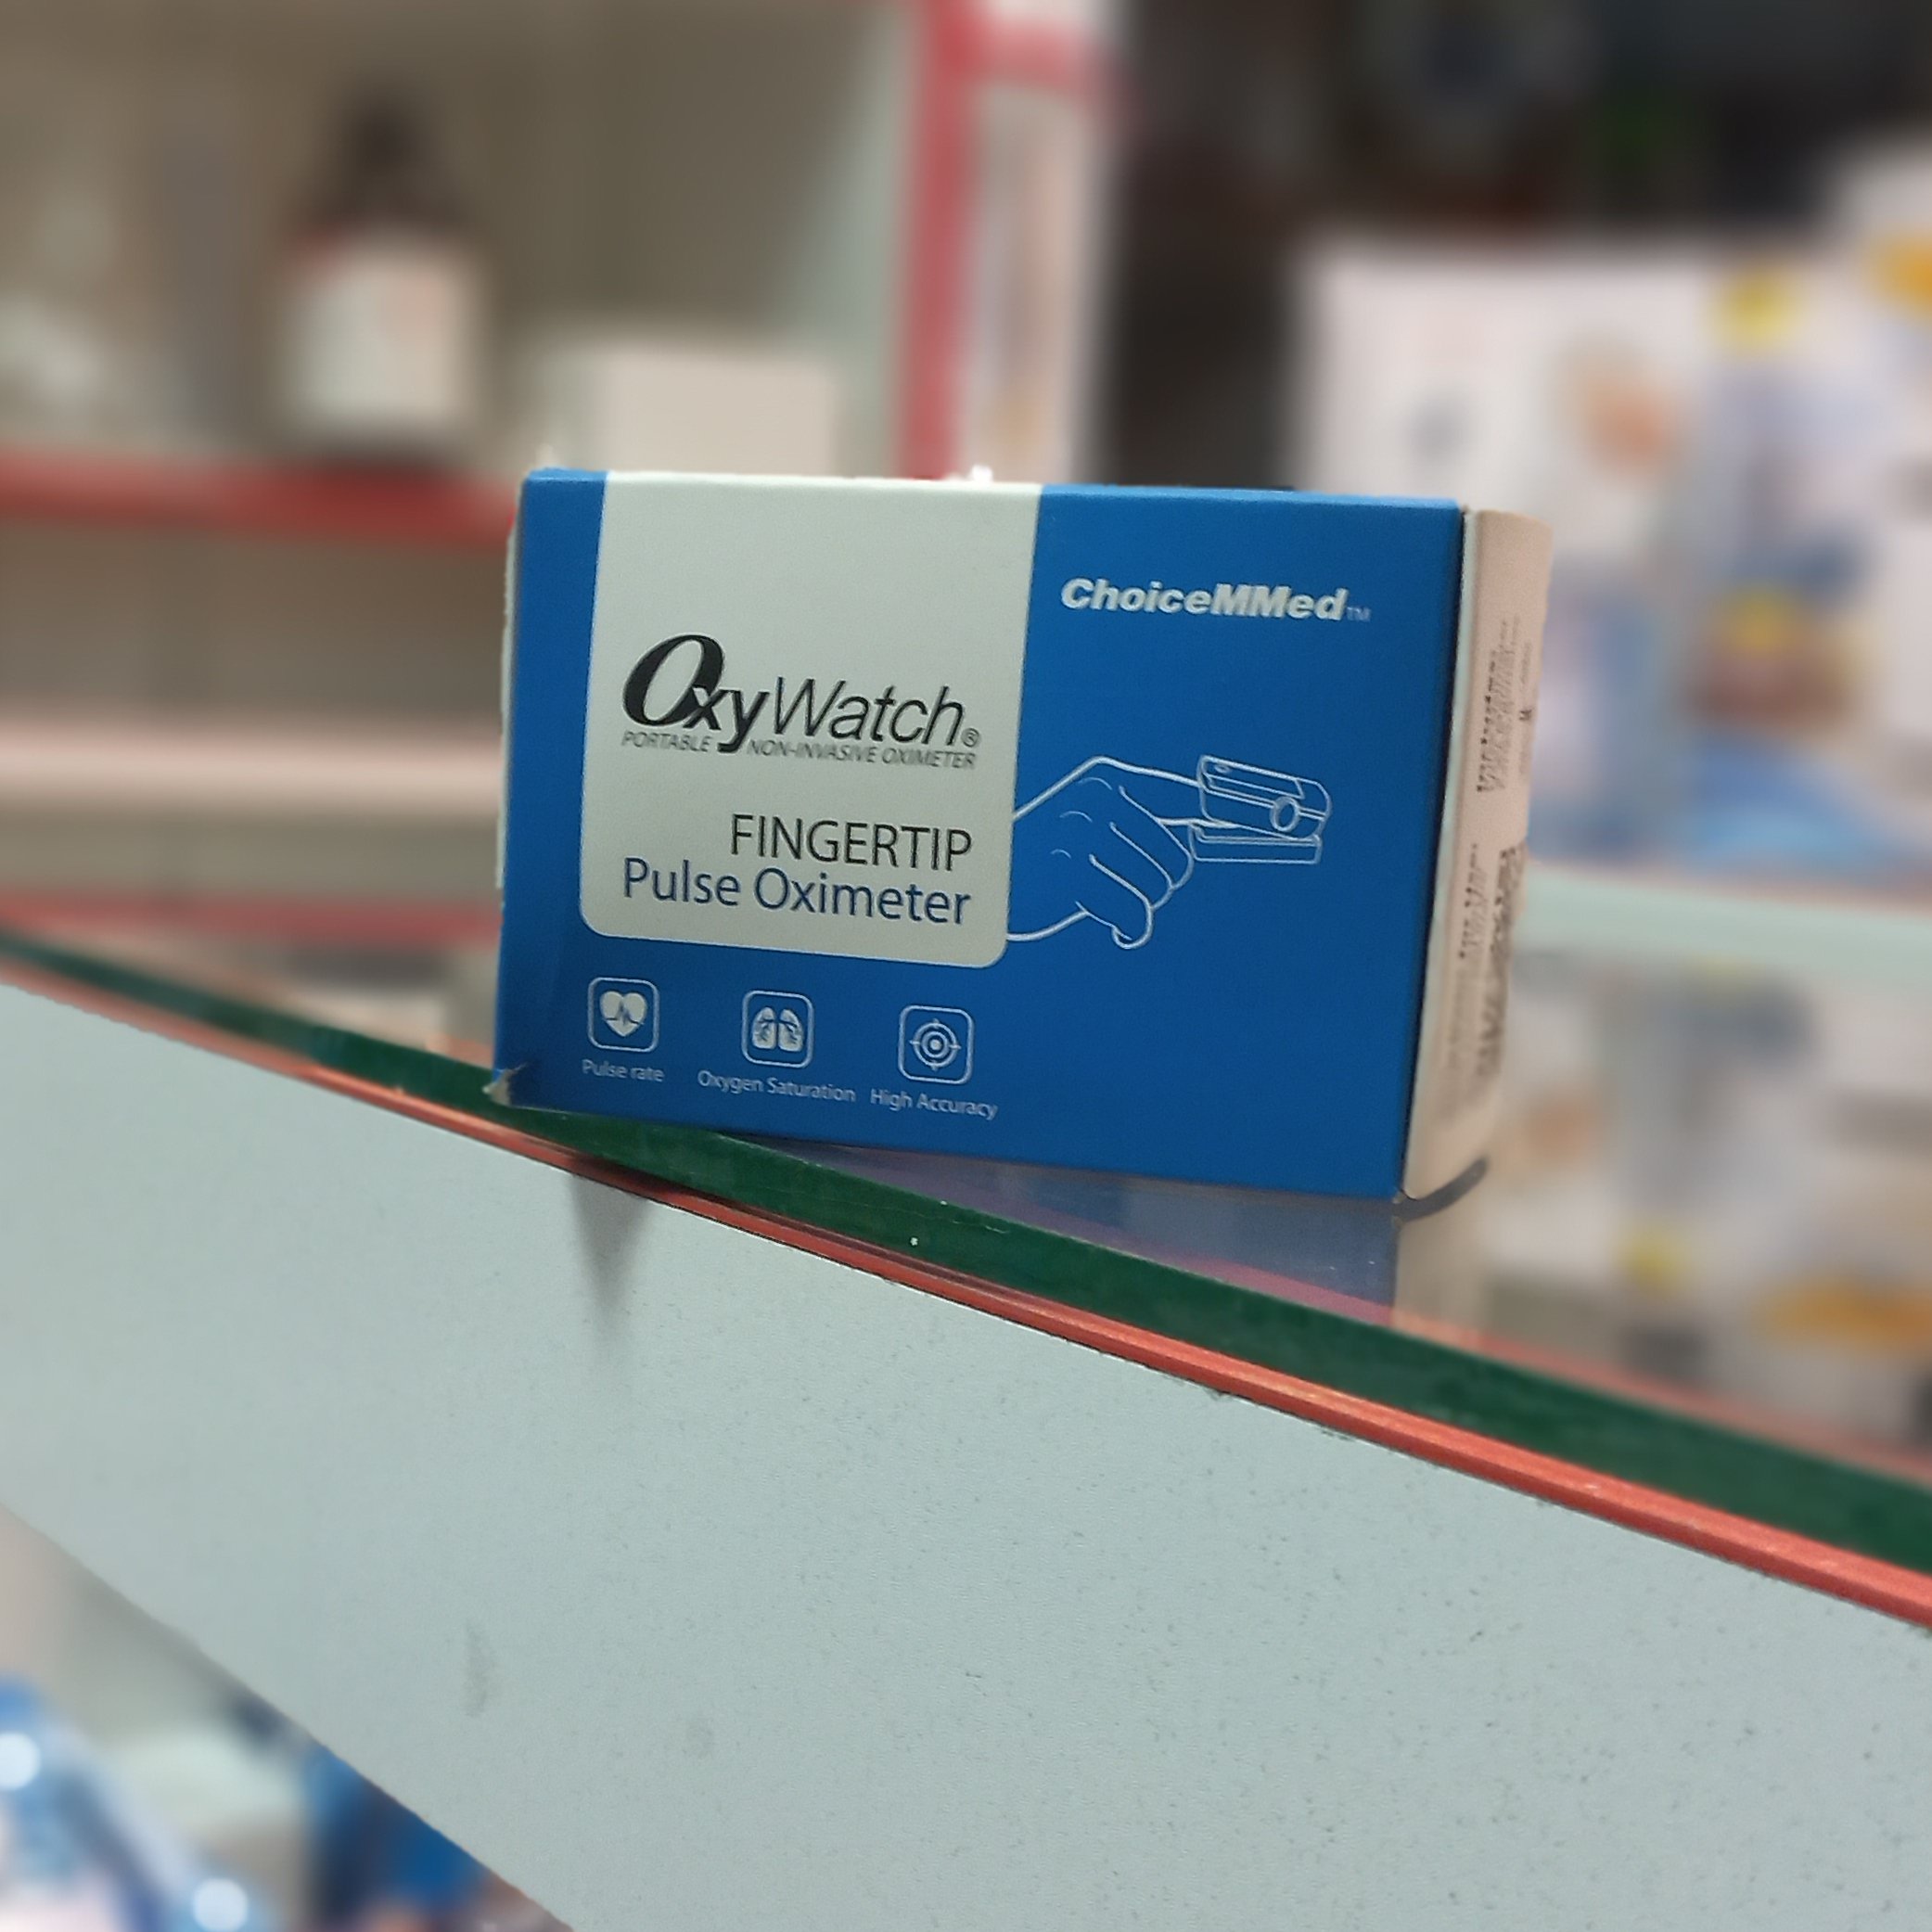 ChoiceMMed™
OxyWatch®
PORTABLE NON-INVASIVE OXIMETER
FINGERTIP
Pulse Oximeter
Pulse rate
Oxygen Saturation
High Accuracy